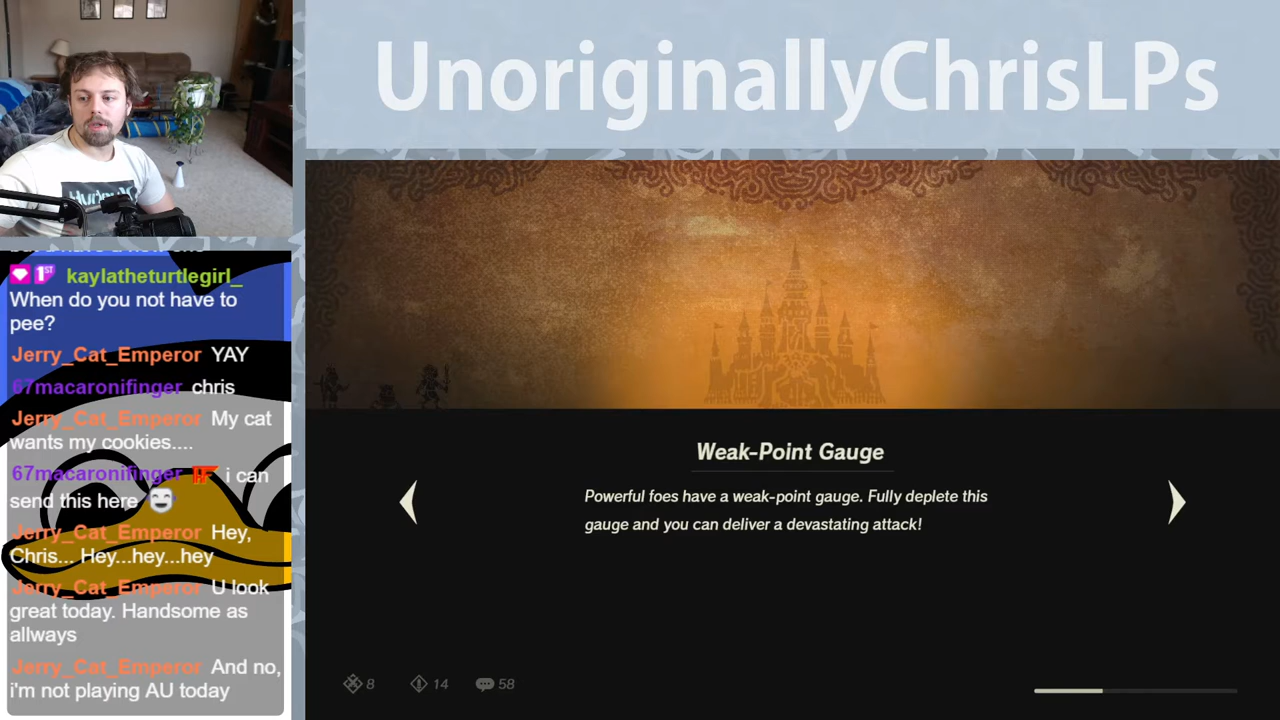 UnoriginallyChrisLPs
kaylatheturtlegirl_
When do you not have to
pee?
Jerry_Cat_Emperor YAY
67macaronifinger chris
Jerry_Cat_Emperor My cat
wants my cookies....
67macaronifinger i can
send this here
Jerry_Cat_Emperor Hey,
Chris... Hey...hey...hey
Jerry_Cat_Emperor U look
great today. Handsome as
allways
Jerry_Cat_Emperor And no,
i'm not playing AU today
Weak-Point Gauge
Powerful foes have a weak-point gauge. Fully deplete this
gauge and you can deliver a devastating attack!
8 14 58